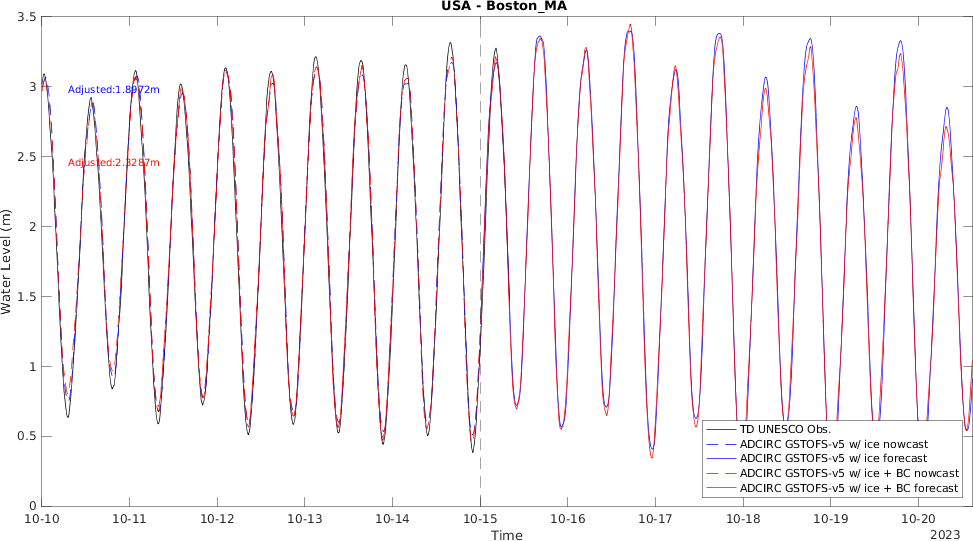 USA - Boston_MA
3.5
3
2.5
2
1.5
1
0.5
0
Water Level (m)
Adjusted:1.8972m
Adjusted:2.3287m
TD UNESCO Obs.
ADCIRC GSTOFS-v5 w/ ice nowcast
ADCIRC GSTOFS-v5 w/ ice forecast
ADCIRC GSTOFS-v5 w/ ice + BC nowcast
ADCIRC GSTOFS-v5 w/ ice + BC forecast
10-10 10-11 10-12 10-13 10-14 10-15 10-16 10-17 10-18 10-19 10-20
Time
2023